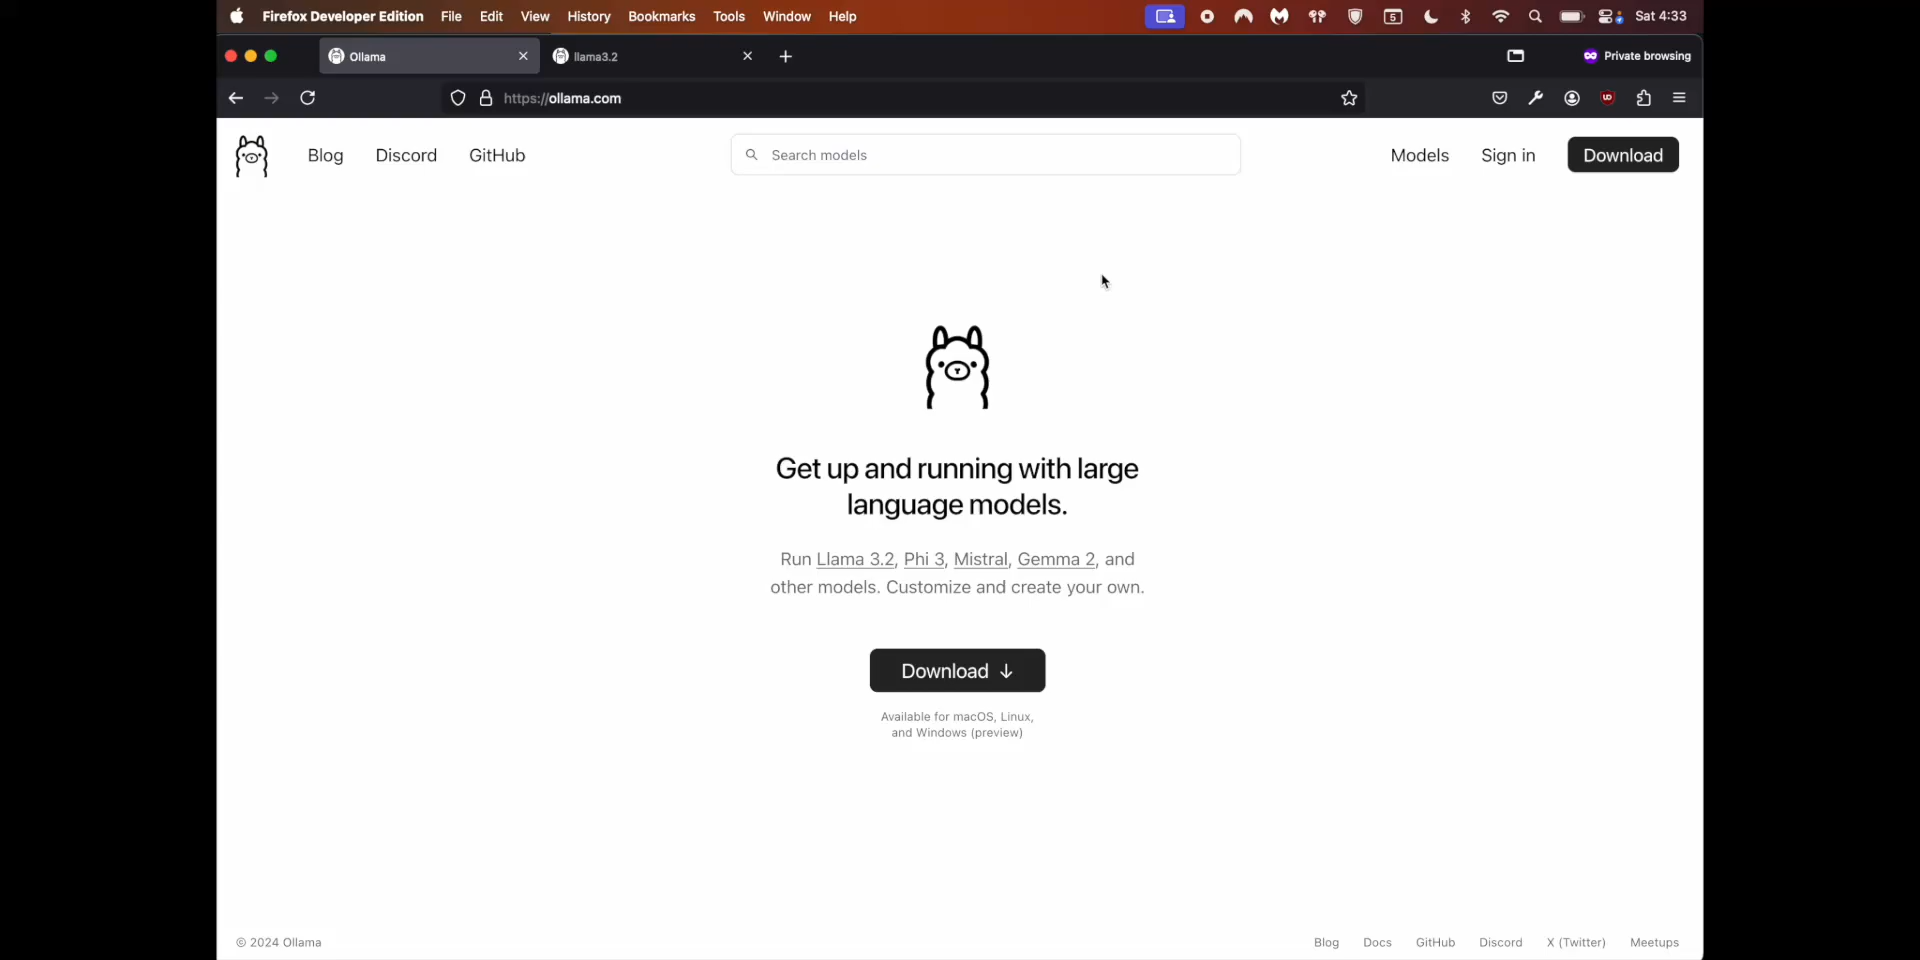 Firefox Developer Edition File Edit View History Bookmarks Tools Window Help 5 Sat 4:33
Ollama llama3.2 Private browsing
https://ollama.com
Blog Discord GitHub Search models Models Sign in Download
Get up and running with large
language models.
Run Llama 3.2, Phi 3, Mistral, Gemma 2, and
other models. Customize and create your own.
Download ↓
Available for macOS, Linux,
and Windows (preview)
© 2024 Ollama Blog Docs GitHub Discord X (Twitter) Meetups